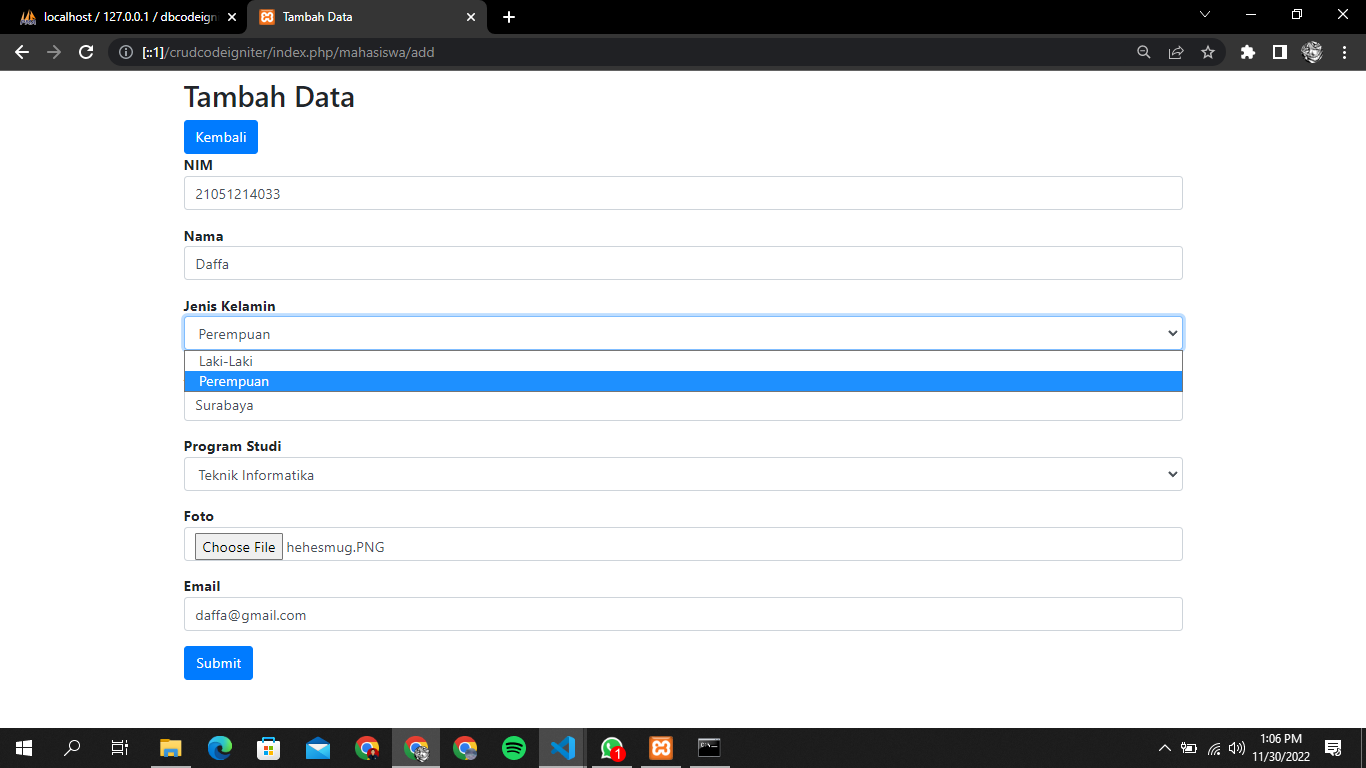 localhost / 127.0.0.1 / dbcodeign
Tambah Data
[::1]/crudcodeigniter/index.php/mahasiswa/add
Tambah Data
Kembali
NIM
21051214033
Nama
Daffa
Jenis Kelamin
Perempuan
Laki-Laki
Perempuan
Surabaya
Program Studi
Teknik Informatika
Foto
Choose File hehesmug.PNG
Email
daffa@gmail.com
Submit
1
1:06 PM
11/30/2022